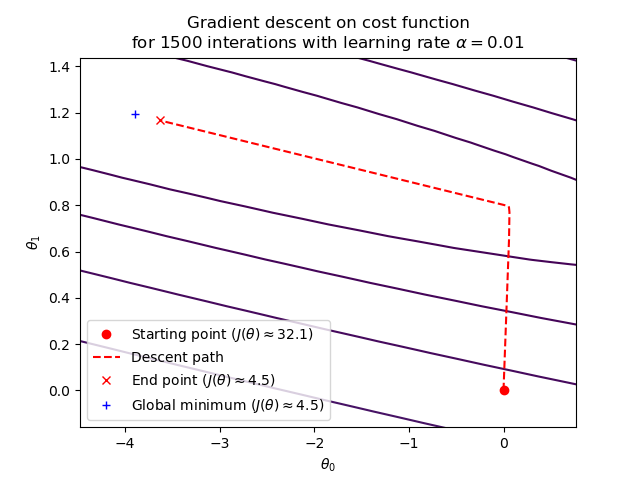 Gradient descent on cost function
for 1500 interations with learning rate α = 0.01
1.4
1.2
1.0
0.8
0.6
0.4
0.2
0.0
θ₁
Starting point (J(θ) ≈ 32.1)
Descent path
End point (J(θ) ≈ 4.5)
Global minimum (J(θ) ≈ 4.5)
−4 −3 −2 −1 0
θ₀